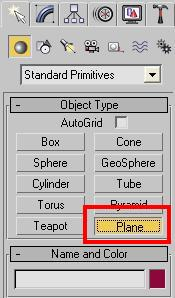 Standard Primitives
- Object Type
AutoGrid
Box Cone
Sphere GeoSphere
Cylinder Tube
Torus Pyramid
Teapot Plane
- Name and Color